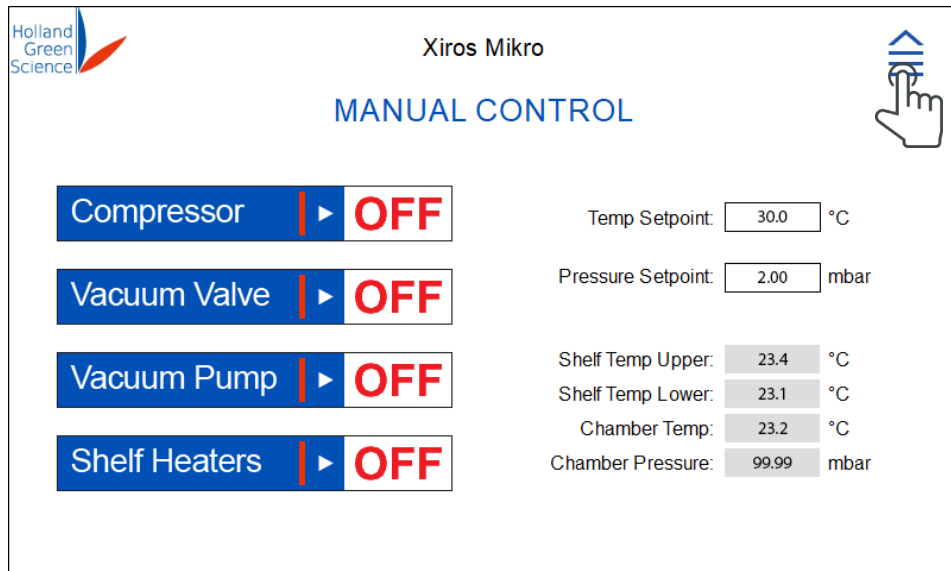 Holland
Green
Science
Xiros Mikro
MANUAL CONTROL
Compressor OFF
Vacuum Valve OFF
Vacuum Pump OFF
Shelf Heaters OFF
Temp Setpoint: 30.0 °C
Pressure Setpoint: 2.00 mbar
Shelf Temp Upper: 23.4 °C
Shelf Temp Lower: 23.1 °C
Chamber Temp: 23.2 °C
Chamber Pressure: 99.99 mbar